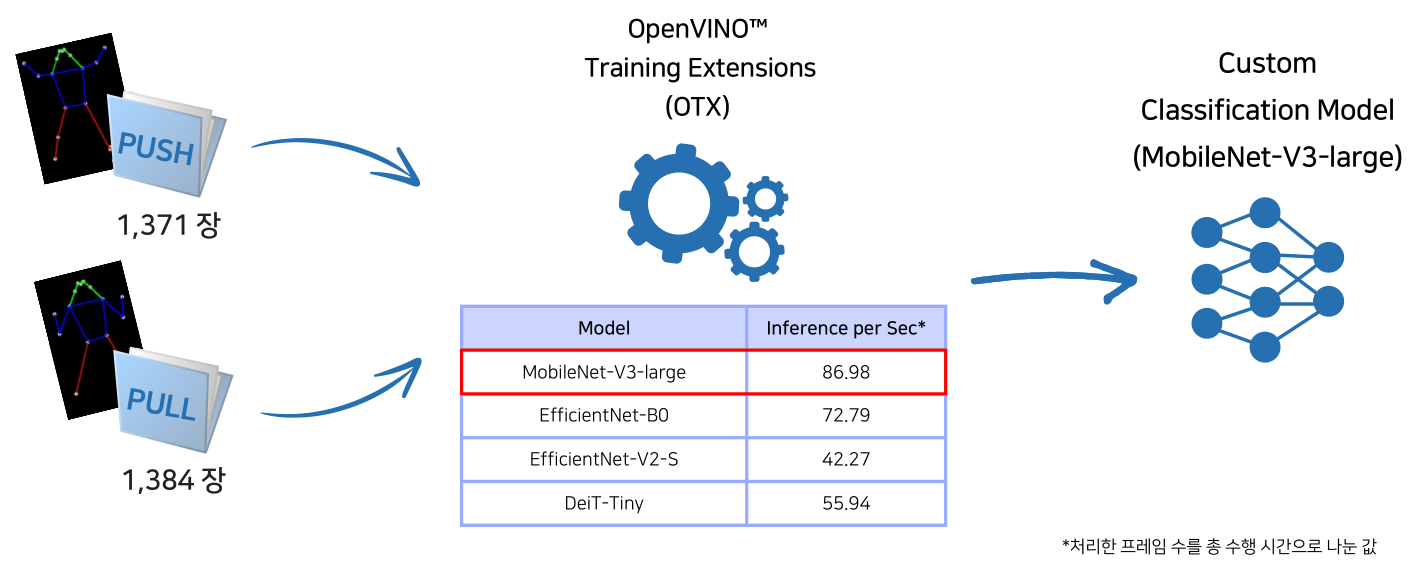 PUSH
1,371 장
PULL
1,384 장
OpenVINO™
Training Extensions
(OTX)
Model Inference per Sec*
MobileNet-V3-large 86.98
EfficientNet-B0 72.79
EfficientNet-V2-S 42.27
DeiT-Tiny 55.94
Custom
Classification Model
(MobileNet-V3-large)
*처리한 프레임 수를 총 수행 시간으로 나눈 값